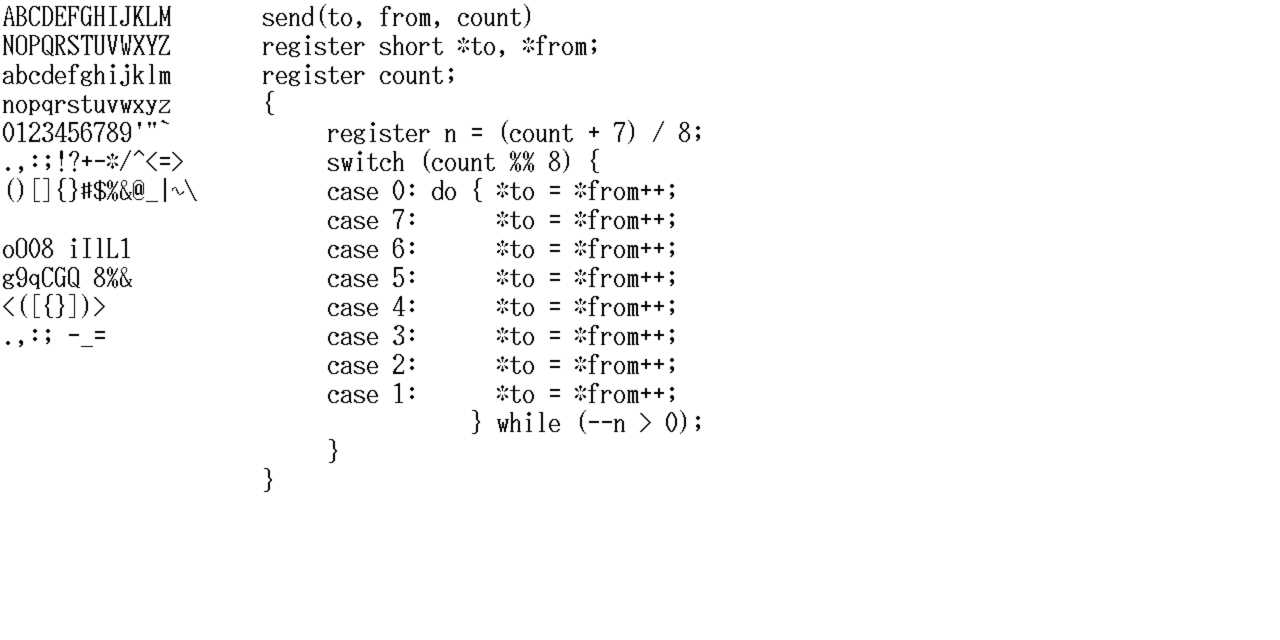 ABCDEFGHIJKLM
NOPQRSTUVWXYZ
abcdefghijklm
nopqrstuvwxyz
0123456789'"`
.,:;!?+-*/^<=>
()[]{}#$%&@_|~\
oO08 iIlL1
g9qCGQ 8%&
<([{}])>
.,:; -_=
send(to, from, count)
register short *to, *from;
register count;
{
     register n = (count + 7) / 8;
     switch (count %% 8) {
     case 0: do { *to = *from++;
     case 7:      *to = *from++;
     case 6:      *to = *from++;
     case 5:      *to = *from++;
     case 4:      *to = *from++;
     case 3:      *to = *from++;
     case 2:      *to = *from++;
     case 1:      *to = *from++;
                } while (--n > 0);
     }
}